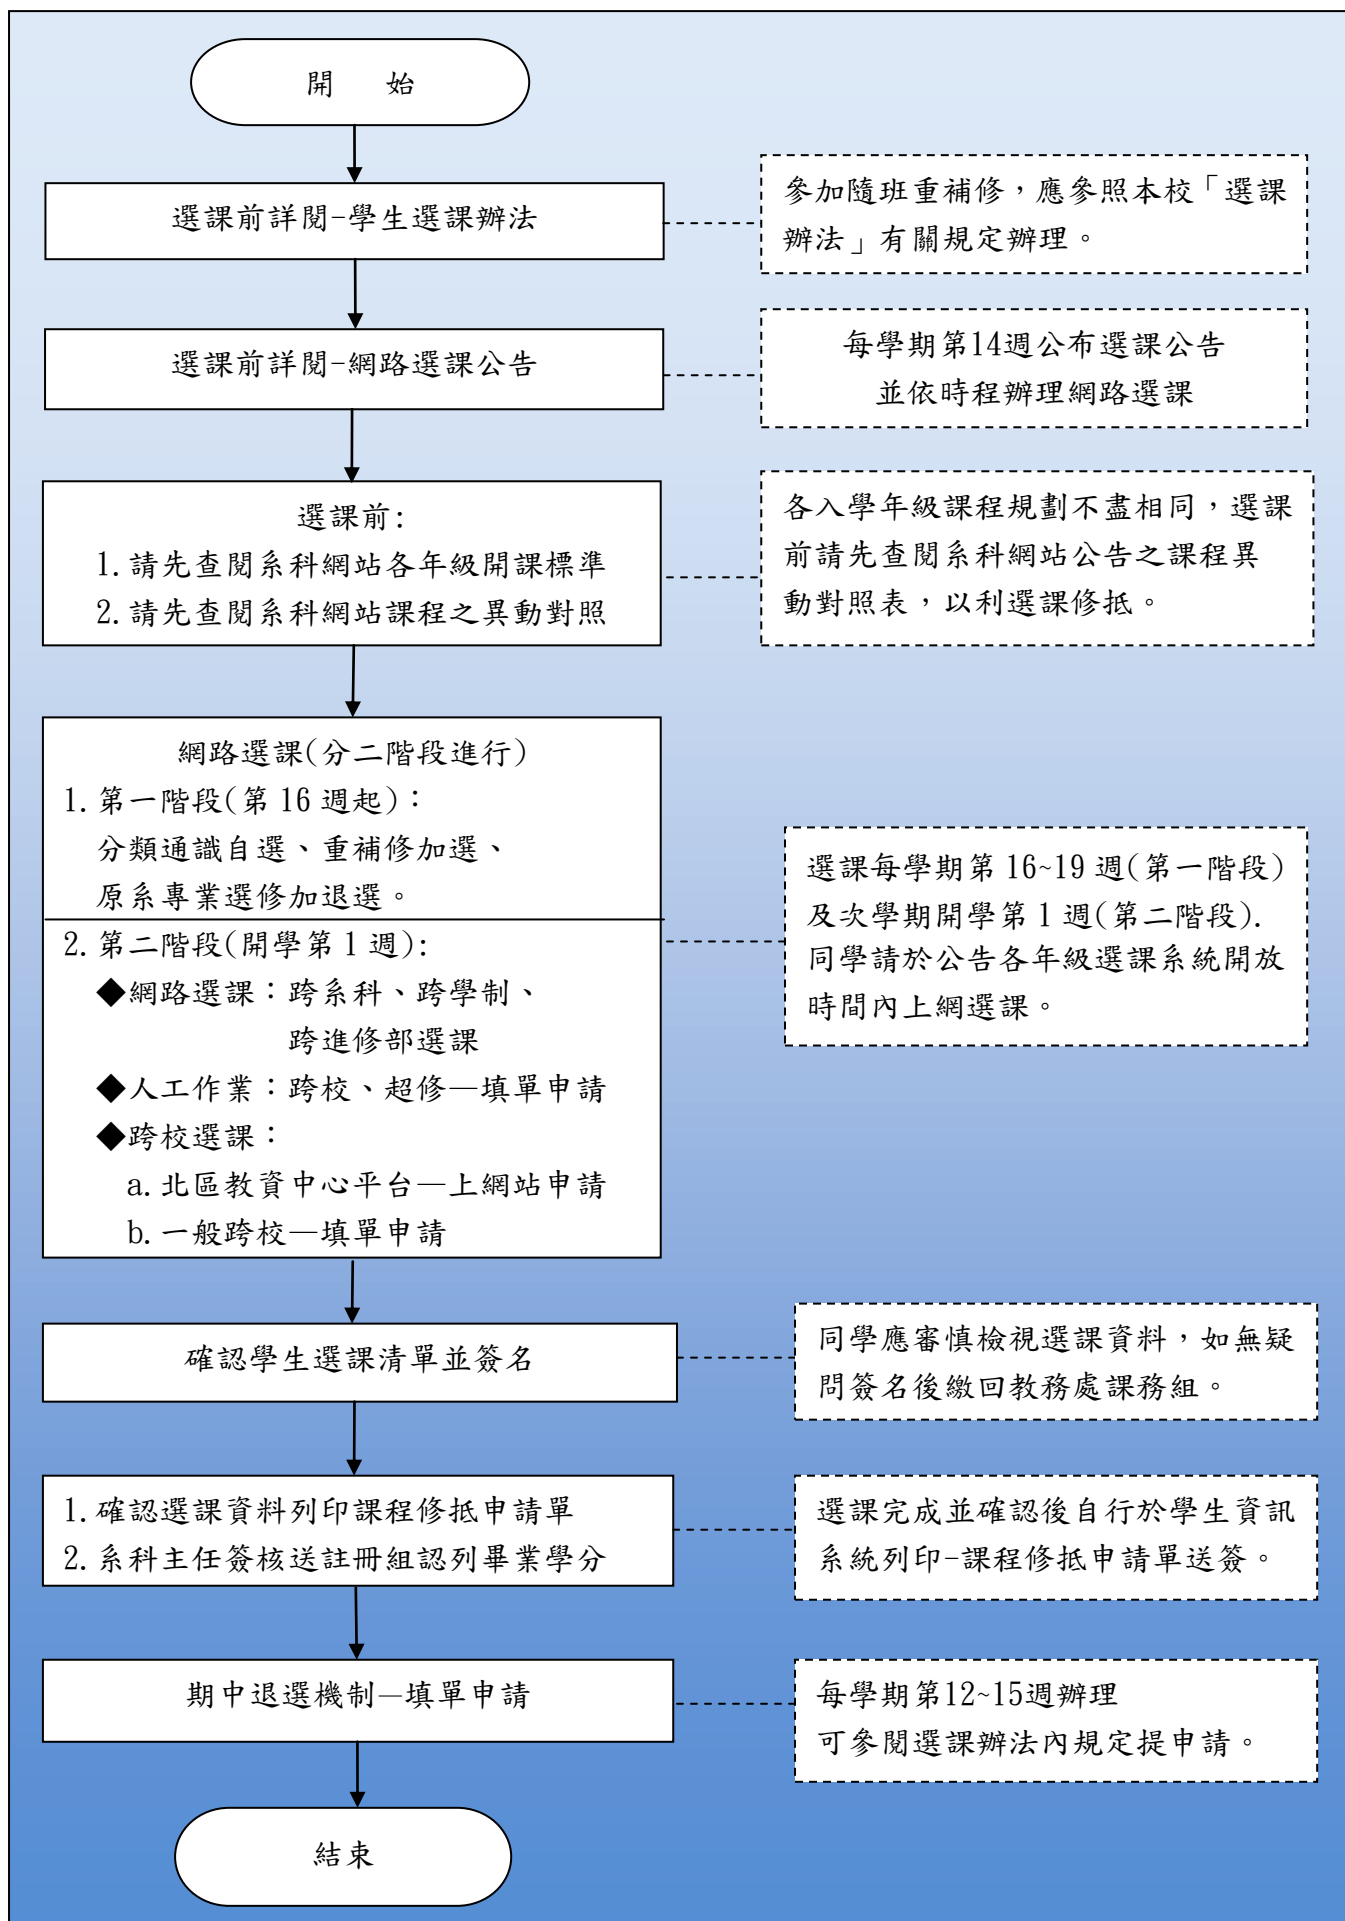 開　始
選課前詳閱-學生選課辦法
參加隨班重補修，應參照本校「選課
辦法」有關規定辦理。
選課前詳閱-網路選課公告
每學期第14週公布選課公告
並依時程辦理網路選課
選課前:
1.請先查閱系科網站各年級開課標準
2.請先查閱系科網站課程之異動對照
各入學年級課程規劃不盡相同，選課
前請先查閱系科網站公告之課程異
動對照表，以利選課修抵。
網路選課(分二階段進行)
1.第一階段(第 16 週起)：
分類通識自選、重補修加選、
原系專業選修加退選。
2.第二階段(開學第 1 週):
◆網路選課：跨系科、跨學制、
跨進修部選課
◆人工作業：跨校、超修—填單申請
◆跨校選課：
a.北區教資中心平台—上網站申請
b.一般跨校—填單申請
選課每學期第 16~19 週(第一階段)
及次學期開學第 1 週(第二階段).
同學請於公告各年級選課系統開放
時間內上網選課。
確認學生選課清單並簽名
同學應審慎檢視選課資料，如無疑
問簽名後繳回教務處課務組。
1.確認選課資料列印課程修抵申請單
2.系科主任簽核送註冊組認列畢業學分
選課完成並確認後自行於學生資訊
系統列印-課程修抵申請單送簽。
期中退選機制—填單申請
每學期第12~15週辦理
可參閱選課辦法內規定提申請。
結束